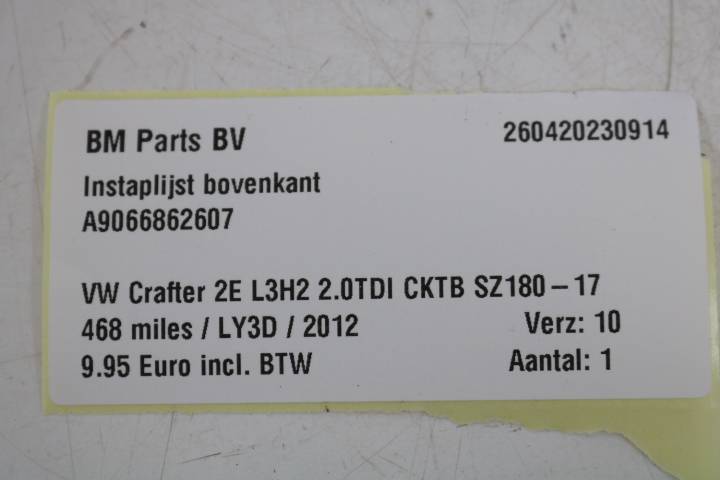 BM Parts BV 260420230914
Instaplijst bovenkant
A9066862607
VW Crafter 2E L3H2 2.0TDI CKTB SZ180-17
468 miles / LY3D / 2012 Verz: 10
9.95 Euro incl. BTW Aantal: 1